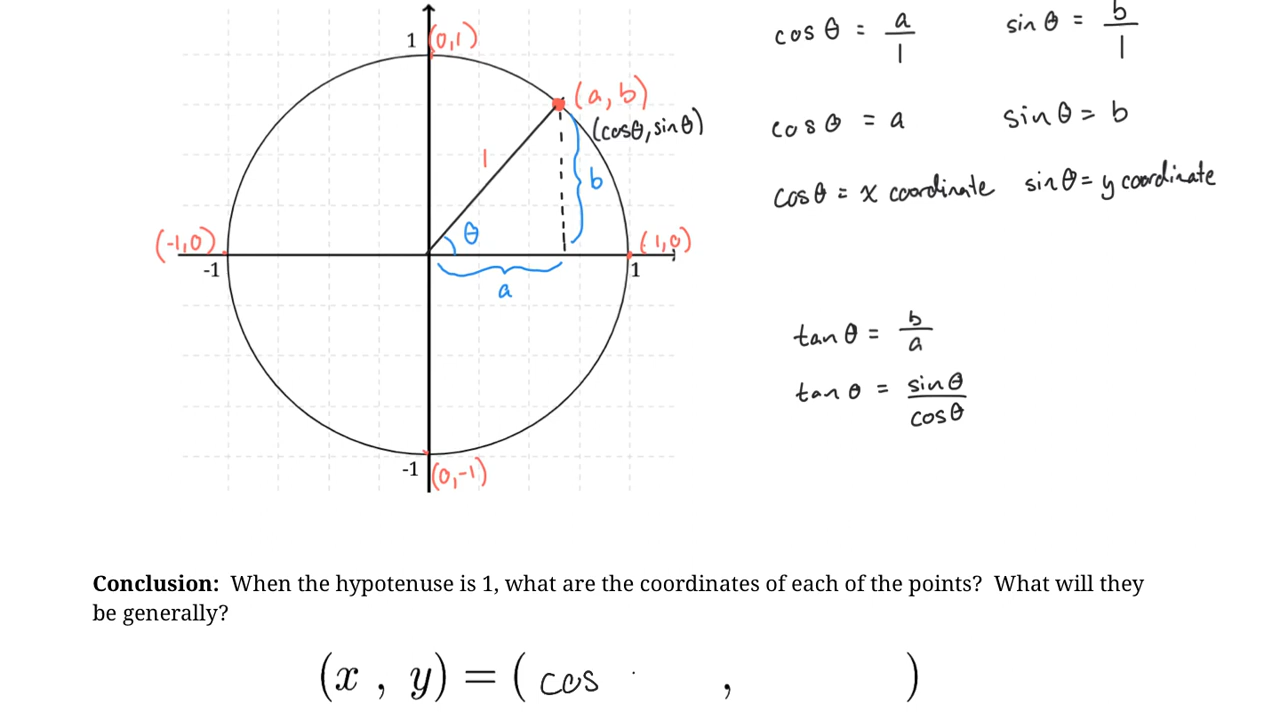 1 (0,1)
cos θ = a/1
sin θ = b/1
(a, b)
(cosθ, sinθ)
cos θ = a
sin θ = b
1
b
cos θ = x coordinate
sin θ = y coordinate
θ
(-1,0)
(1,0)
-1
1
a
tan θ = b/a
tan θ = sinθ/cosθ
-1 (0,-1)
Conclusion: When the hypotenuse is 1, what are the coordinates of each of the points? What will they
be generally?
(x , y) = ( cos , )